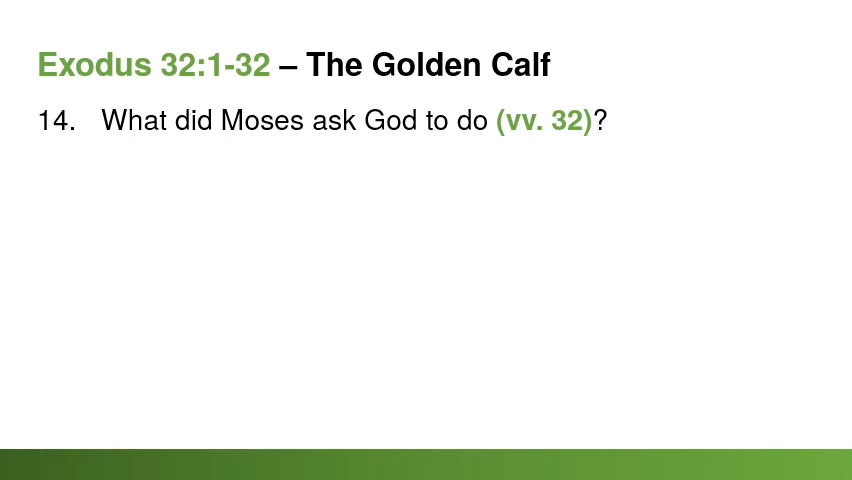 Exodus 32:1-32 – The Golden Calf
14. What did Moses ask God to do (vv. 32)?